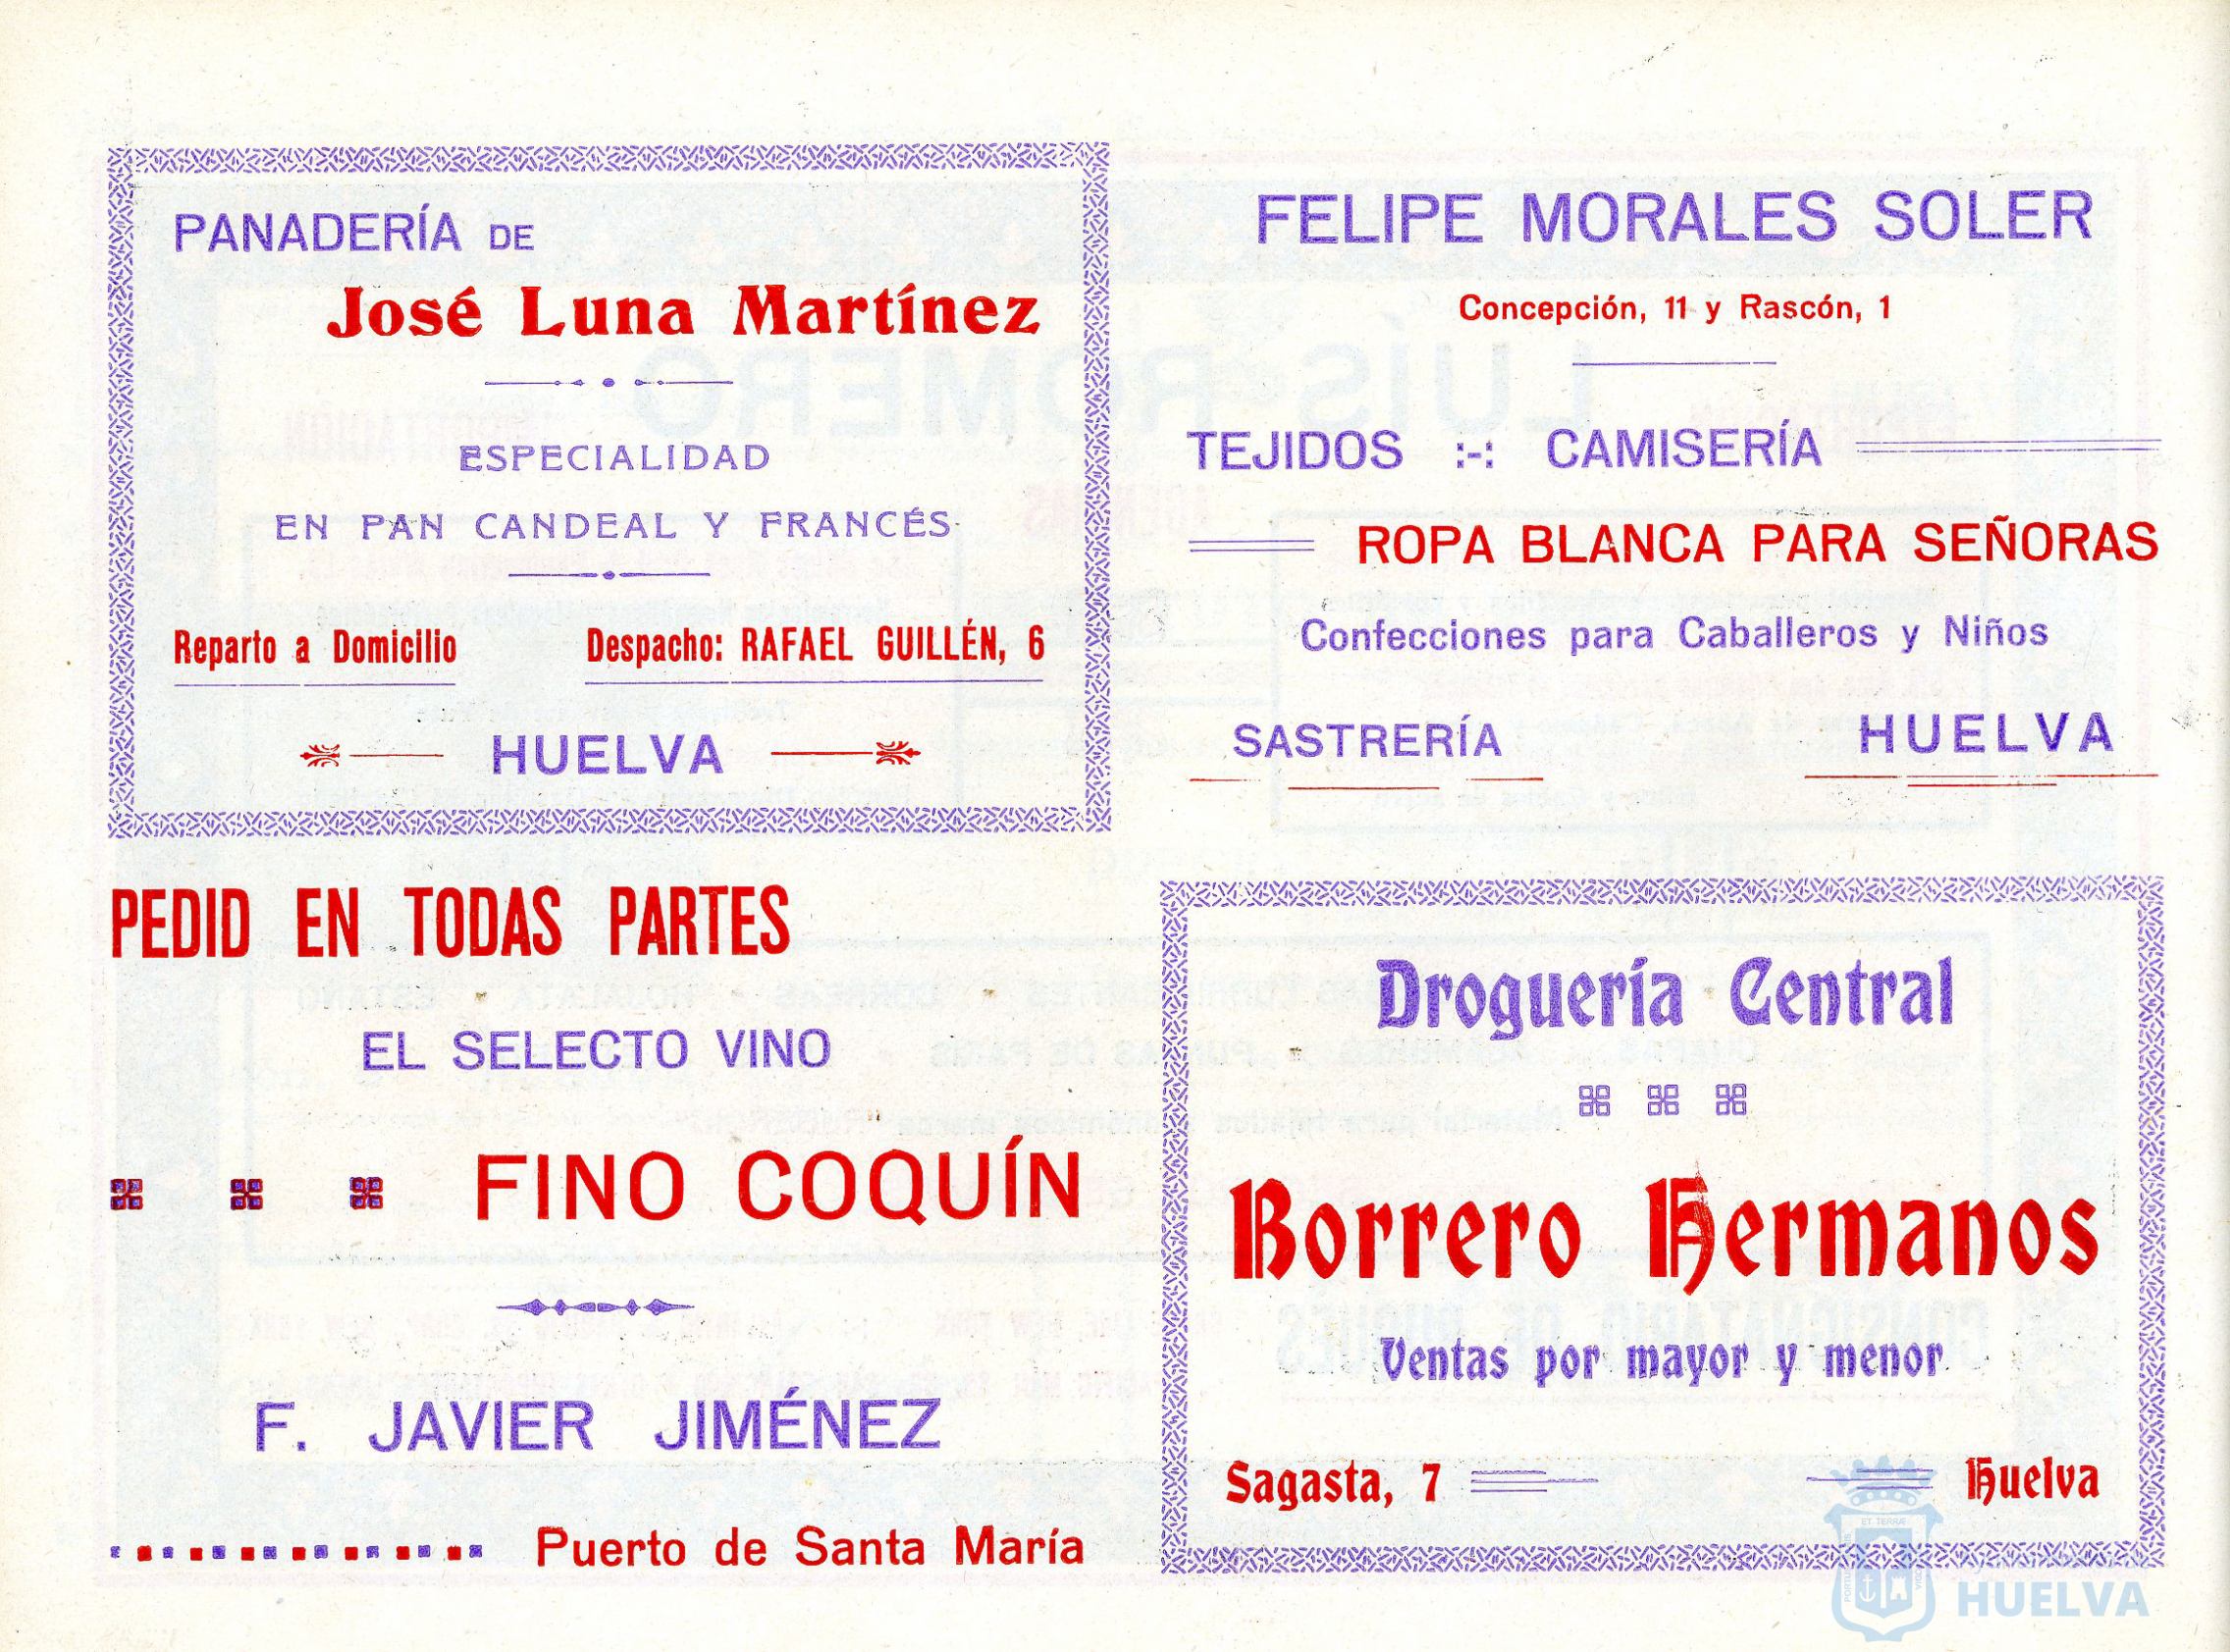 PANADERÍA DE
José Luna Martínez
ESPECIALIDAD
EN PAN CANDEAL Y FRANCÉS
Reparto a Domicilio Despacho: RAFAEL GUILLÉN, 6
HUELVA
FELIPE MORALES SOLER
Concepción, 11 y Rascón, 1
TEJIDOS :-: CAMISERÍA
ROPA BLANCA PARA SEÑORAS
Confecciones para Caballeros y Niños
SASTRERÍA HUELVA
PEDID EN TODAS PARTES
EL SELECTO VINO
FINO COQUÍN
F. JAVIER JIMÉNEZ
Puerto de Santa María
Droguería Central
Borrero Hermanos
Ventas por mayor y menor
Sagasta, 7 Huelva
HUELVA